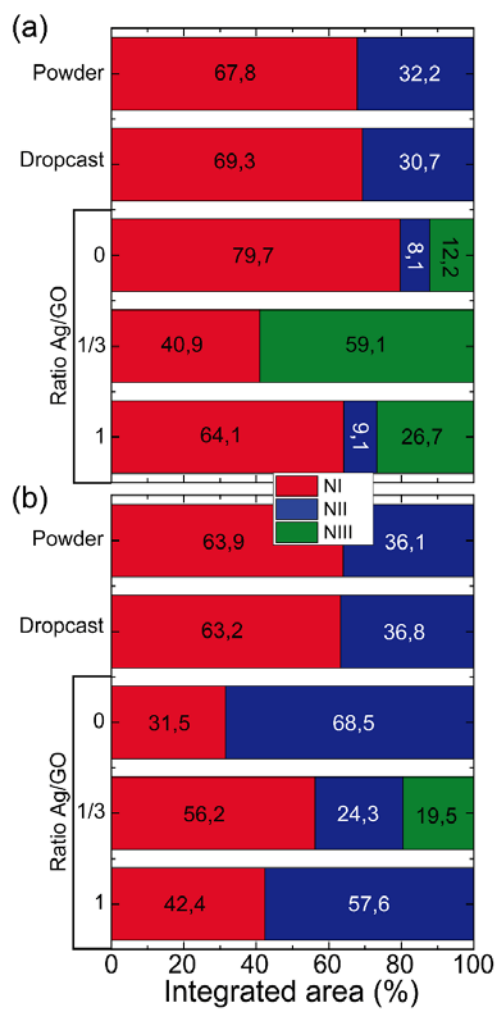 (a)
Powder
67,8
32,2
Dropcast
69,3
30,7
Ratio Ag/GO
0
79,7
8,1
12,2
1/3
40,9
59,1
1
64,1
9,1
26,7
NI
NII
NIII
(b)
Powder
63,9
36,1
Dropcast
63,2
36,8
Ratio Ag/GO
0
31,5
68,5
1/3
56,2
24,3
19,5
1
42,4
57,6
0 20 40 60 80 100
Integrated area (%)